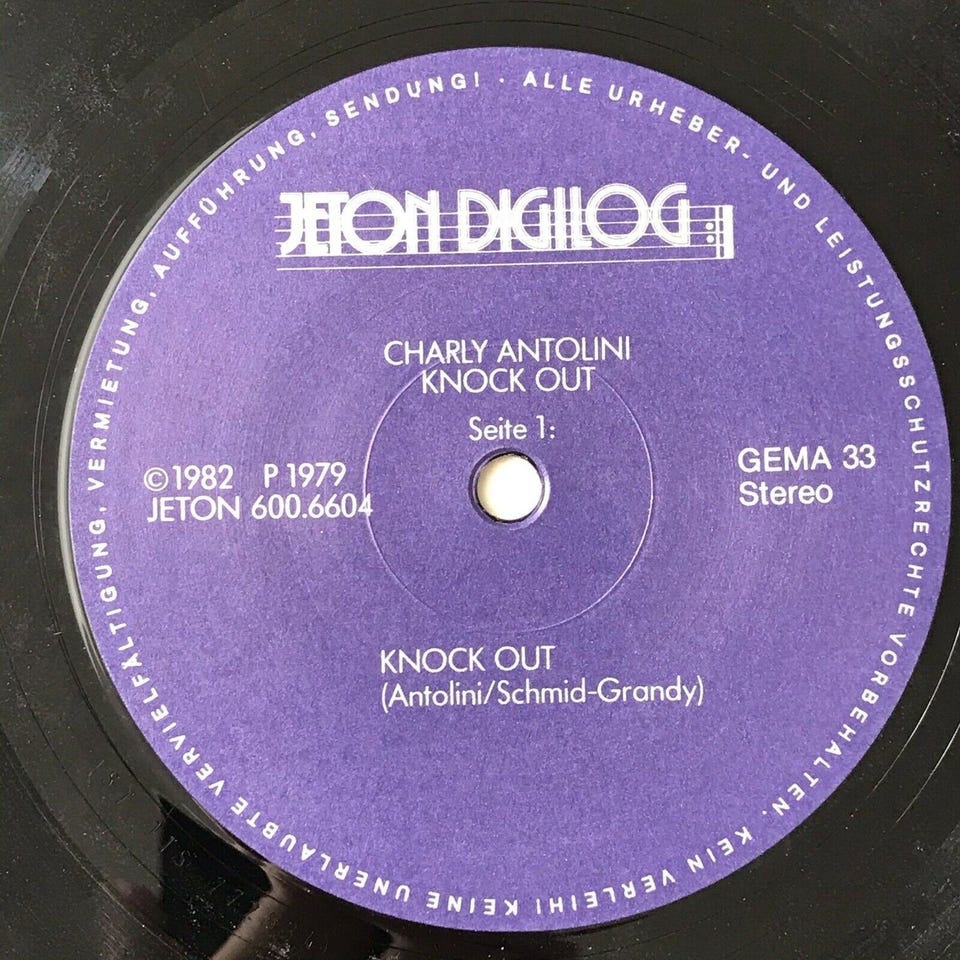 ALLE URHEBER- UND LEISTUNGSSCHUTZRECHTE VORBEHALTEN. KEIN VERLEIH! KEINE UNERLAUBTE VERVIELFÄLTIGUNG, VERMIETUNG, AUFFÜHRUNG, SENDUNG! ·
JETON DIGILOG
CHARLY ANTOLINI
KNOCK OUT
Seite 1:
©1982 P 1979
JETON 600.6604
GEMA 33
Stereo
KNOCK OUT
(Antolini/Schmid-Grandy)